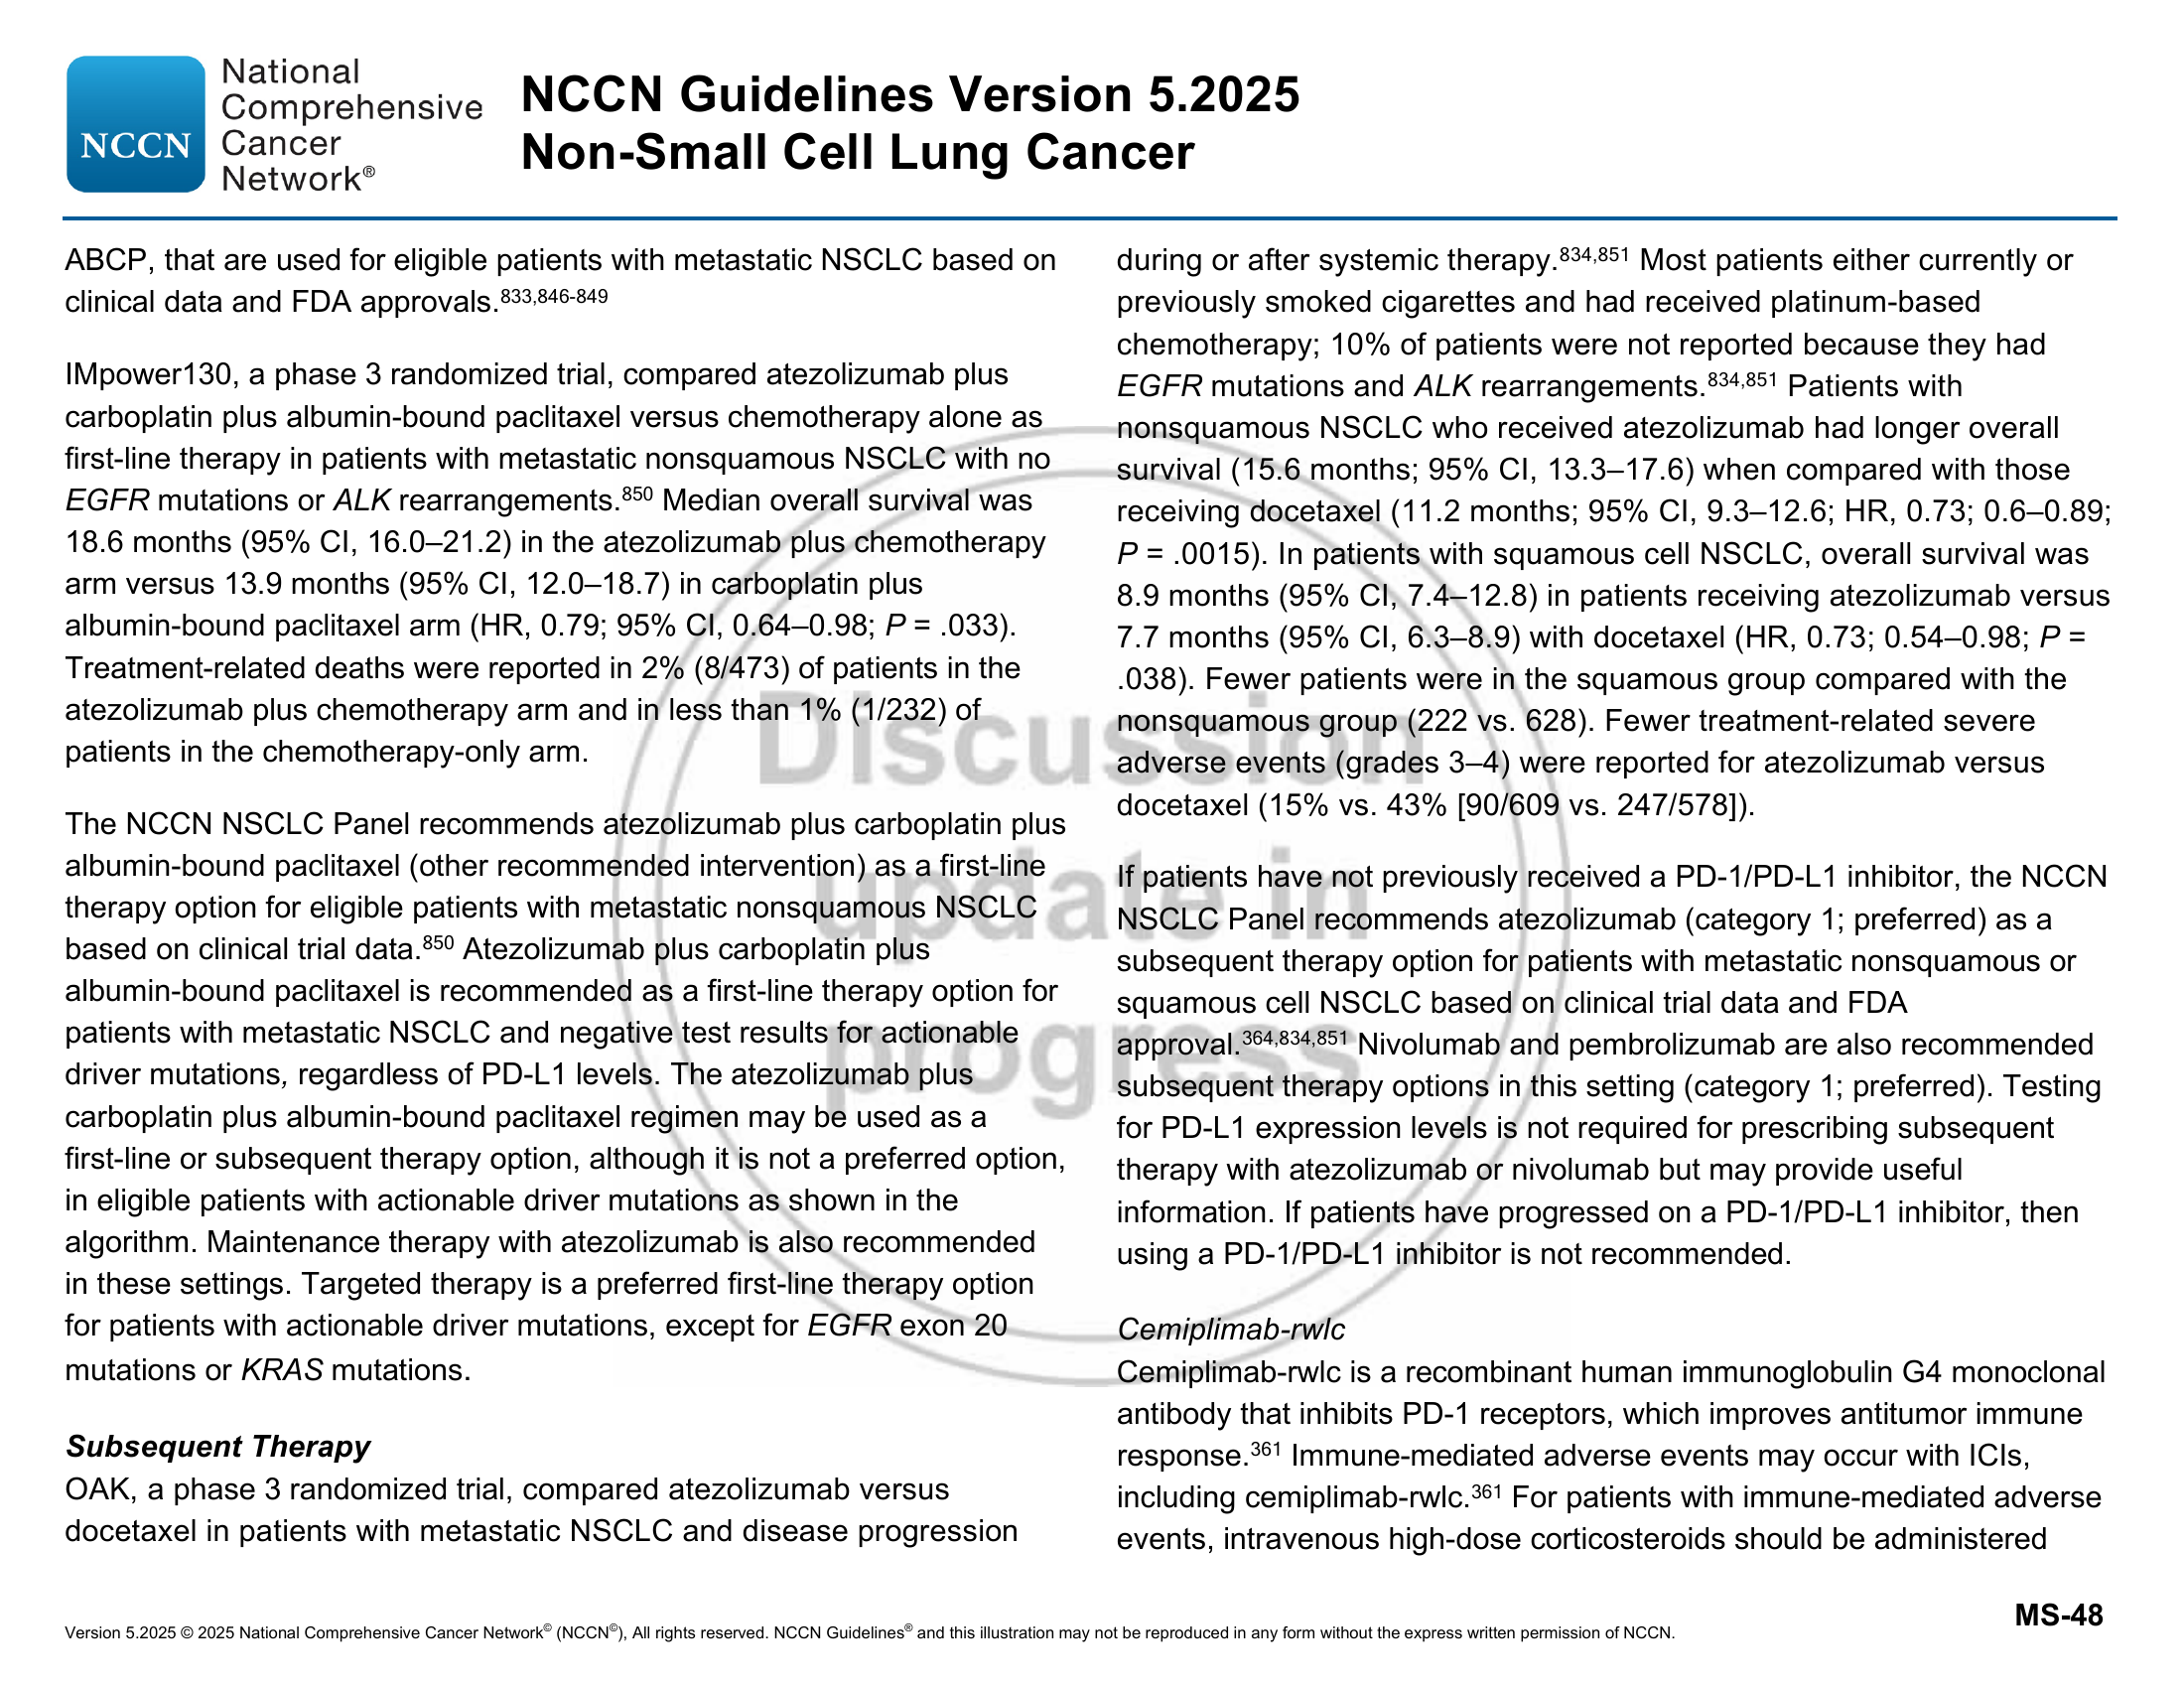 NCCN
National
Comprehensive
Cancer
Network®
NCCN Guidelines Version 5.2025
Non-Small Cell Lung Cancer
ABCP, that are used for eligible patients with metastatic NSCLC based on
clinical data and FDA approvals.833,846-849
IMpower130, a phase 3 randomized trial, compared atezolizumab plus
carboplatin plus albumin-bound paclitaxel versus chemotherapy alone as
first-line therapy in patients with metastatic nonsquamous NSCLC with no
EGFR mutations or ALK rearrangements.850 Median overall survival was
18.6 months (95% CI, 16.0–21.2) in the atezolizumab plus chemotherapy
arm versus 13.9 months (95% CI, 12.0–18.7) in carboplatin plus
albumin-bound paclitaxel arm (HR, 0.79; 95% CI, 0.64–0.98; P = .033).
Treatment-related deaths were reported in 2% (8/473) of patients in the
atezolizumab plus chemotherapy arm and in less than 1% (1/232) of
patients in the chemotherapy-only arm.
The NCCN NSCLC Panel recommends atezolizumab plus carboplatin plus
albumin-bound paclitaxel (other recommended intervention) as a first-line
therapy option for eligible patients with metastatic nonsquamous NSCLC
based on clinical trial data.850 Atezolizumab plus carboplatin plus
albumin-bound paclitaxel is recommended as a first-line therapy option for
patients with metastatic NSCLC and negative test results for actionable
driver mutations, regardless of PD-L1 levels. The atezolizumab plus
carboplatin plus albumin-bound paclitaxel regimen may be used as a
first-line or subsequent therapy option, although it is not a preferred option,
in eligible patients with actionable driver mutations as shown in the
algorithm. Maintenance therapy with atezolizumab is also recommended
in these settings. Targeted therapy is a preferred first-line therapy option
for patients with actionable driver mutations, except for EGFR exon 20
mutations or KRAS mutations.
Subsequent Therapy
OAK, a phase 3 randomized trial, compared atezolizumab versus
docetaxel in patients with metastatic NSCLC and disease progression
during or after systemic therapy.834,851 Most patients either currently or
previously smoked cigarettes and had received platinum-based
chemotherapy; 10% of patients were not reported because they had
EGFR mutations and ALK rearrangements.834,851 Patients with
nonsquamous NSCLC who received atezolizumab had longer overall
survival (15.6 months; 95% CI, 13.3–17.6) when compared with those
receiving docetaxel (11.2 months; 95% CI, 9.3–12.6; HR, 0.73; 0.6–0.89;
P = .0015). In patients with squamous cell NSCLC, overall survival was
8.9 months (95% CI, 7.4–12.8) in patients receiving atezolizumab versus
7.7 months (95% CI, 6.3–8.9) with docetaxel (HR, 0.73; 0.54–0.98; P =
.038). Fewer patients were in the squamous group compared with the
nonsquamous group (222 vs. 628). Fewer treatment-related severe
adverse events (grades 3–4) were reported for atezolizumab versus
docetaxel (15% vs. 43% [90/609 vs. 247/578]).
If patients have not previously received a PD-1/PD-L1 inhibitor, the NCCN
NSCLC Panel recommends atezolizumab (category 1; preferred) as a
subsequent therapy option for patients with metastatic nonsquamous or
squamous cell NSCLC based on clinical trial data and FDA
approval.364,834,851 Nivolumab and pembrolizumab are also recommended
subsequent therapy options in this setting (category 1; preferred). Testing
for PD-L1 expression levels is not required for prescribing subsequent
therapy with atezolizumab or nivolumab but may provide useful
information. If patients have progressed on a PD-1/PD-L1 inhibitor, then
using a PD-1/PD-L1 inhibitor is not recommended.
Cemiplimab-rwlc
Cemiplimab-rwlc is a recombinant human immunoglobulin G4 monoclonal
antibody that inhibits PD-1 receptors, which improves antitumor immune
response.361 Immune-mediated adverse events may occur with ICIs,
including cemiplimab-rwlc.361 For patients with immune-mediated adverse
events, intravenous high-dose corticosteroids should be administered
Discussion
update in
progress
MS-48
Version 5.2025 © 2025 National Comprehensive Cancer Network© (NCCN©), All rights reserved. NCCN Guidelines® and this illustration may not be reproduced in any form without the express written permission of NCCN.